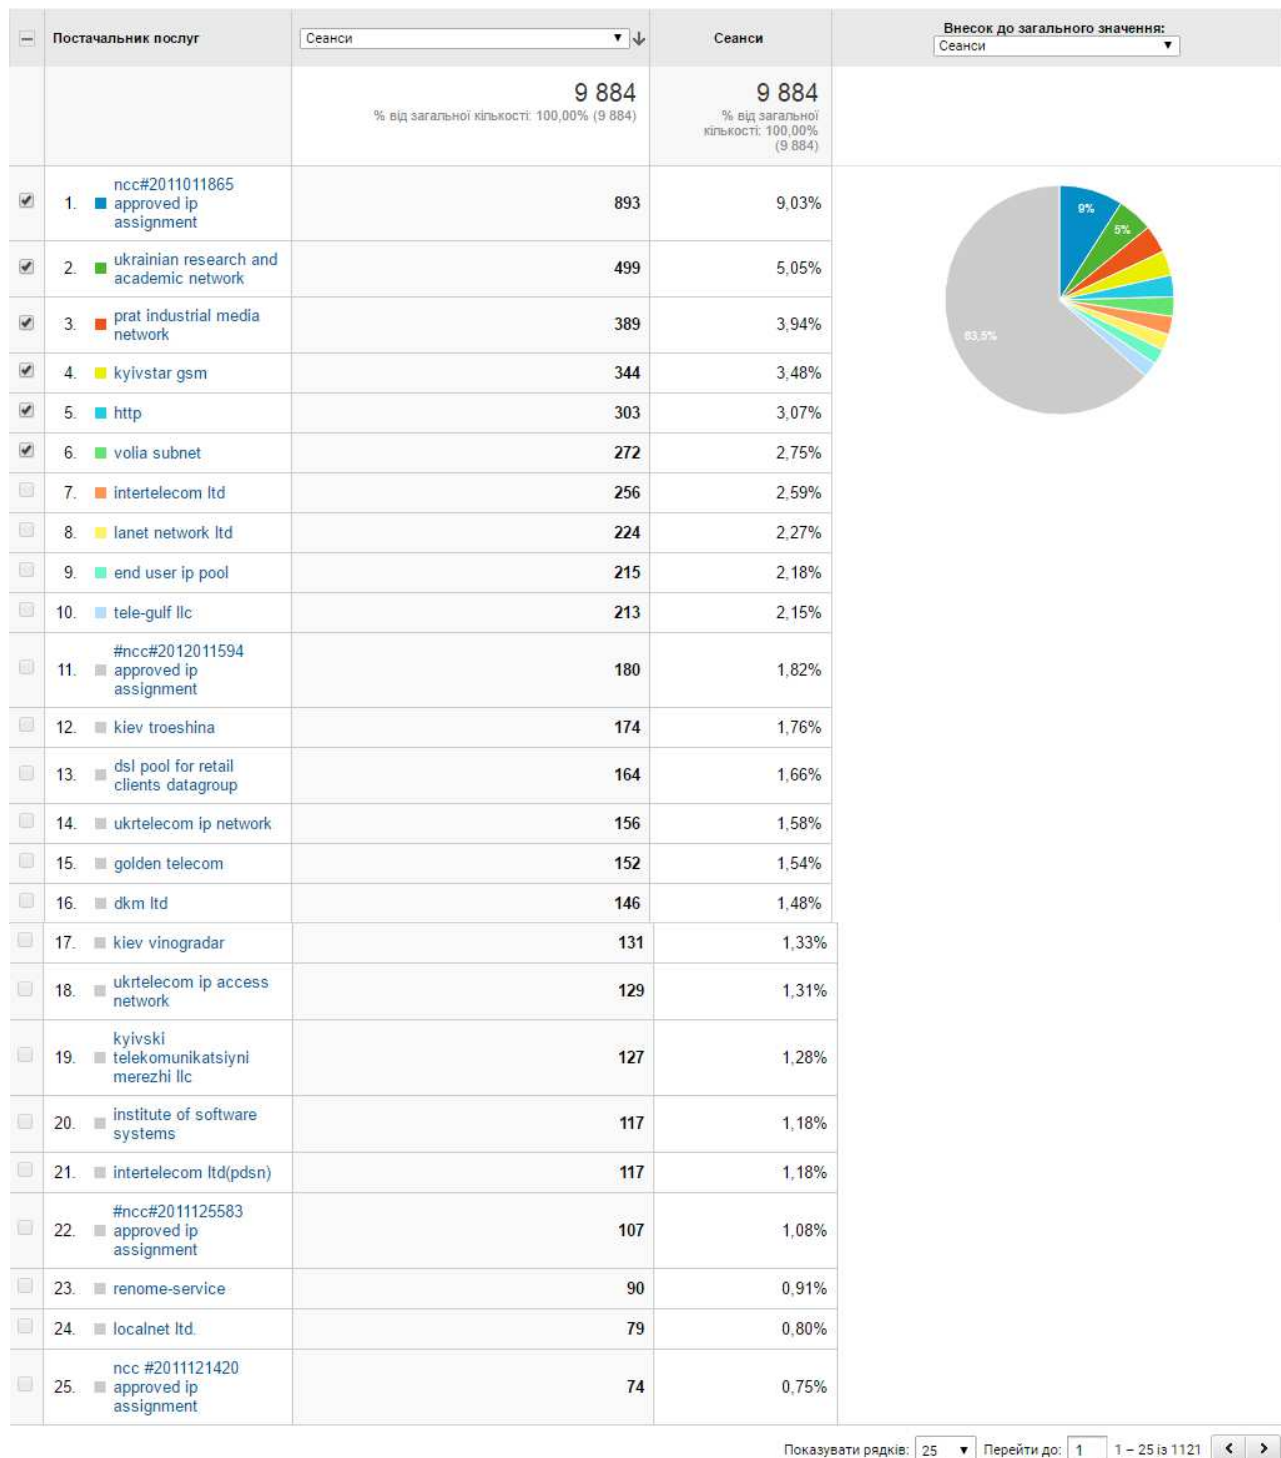 Постачальник послуг
Сеанси
Сеанси
Внесок до загального значення:
Сеанси
9 884
% від загальної кількості: 100,00% (9 884)
9 884
% від загальної
кількості: 100,00%
(9 884)
1. ncc#2011011865
approved ip
assignment
893 9,03%
2. ukrainian research and
academic network
499 5,05%
3. prat industrial media
network
389 3,94%
4. kyivstar gsm 344 3,48%
5. http 303 3,07%
6. volia subnet 272 2,75%
7. intertelecom ltd 256 2,59%
8. lanet network ltd 224 2,27%
9. end user ip pool 215 2,18%
10. tele-gulf llc 213 2,15%
11. #ncc#2012011594
approved ip
assignment
180 1,82%
12. kiev troeshina 174 1,76%
13. dsl pool for retail
clients datagroup
164 1,66%
14. ukrtelecom ip network 156 1,58%
15. golden telecom 152 1,54%
16. dkm ltd 146 1,48%
17. kiev vinogradar 131 1,33%
18. ukrtelecom ip access
network
129 1,31%
19. kyivski
telekomunikatsiyni
merezhi llc
127 1,28%
20. institute of software
systems
117 1,18%
21. intertelecom ltd(pdsn) 117 1,18%
22. #ncc#2011125583
approved ip
assignment
107 1,08%
23. renome-service 90 0,91%
24. localnet ltd. 79 0,80%
25. ncc #2011121420
approved ip
assignment
74 0,75%
9%
5%
63,5%
Показувати рядків: 25 Перейти до: 1 1 – 25 із 1121